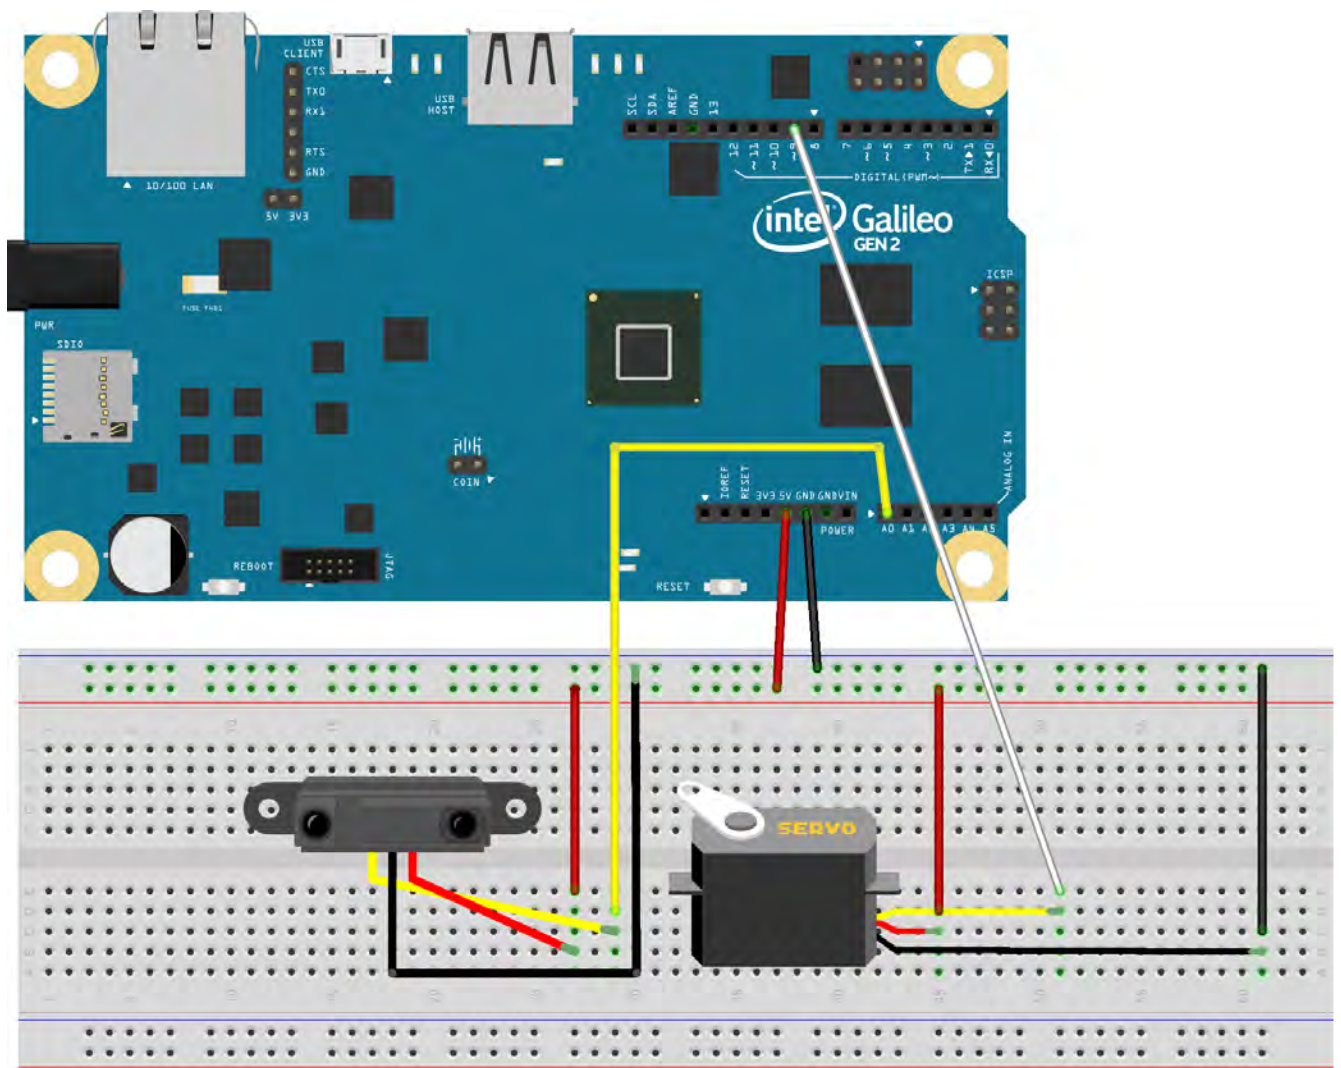 USB
CLIENT
CTS
TXO
RX1
RTS
GND
10/100 LAN
5V 3V3
USB
HOST
SCL
SDA
AREF
GND
13
12
~11
~10
~9
8
7
~6
~5
4
~3
2
TX▶1
RX◀0
DIGITAL(PWM~)
intel Galileo
GEN 2
ICSP
PWR
SDIO
COIN
ANALOG IN
IOREF
RESET
3V3 5V GND GNDVIN
POWER
A0 A1 A A3 A4 A5
REBOOT
JTAG
RESET
SERVO